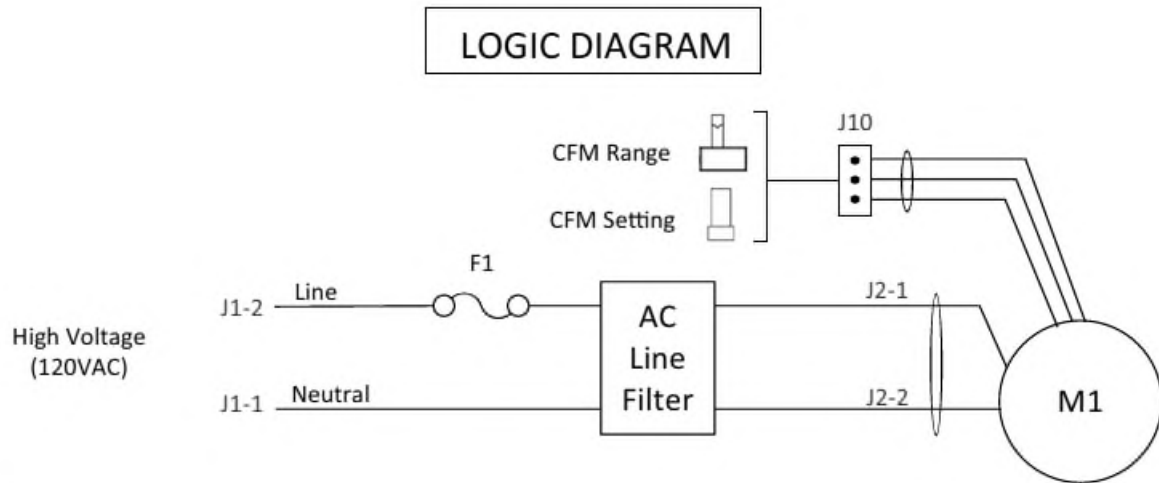 LOGIC DIAGRAM
J10
CFM Range
CFM Setting
F1
Line
J1-2
J2-1
High Voltage
(120VAC)
AC
Line
Filter
M1
Neutral
J1-1
J2-2